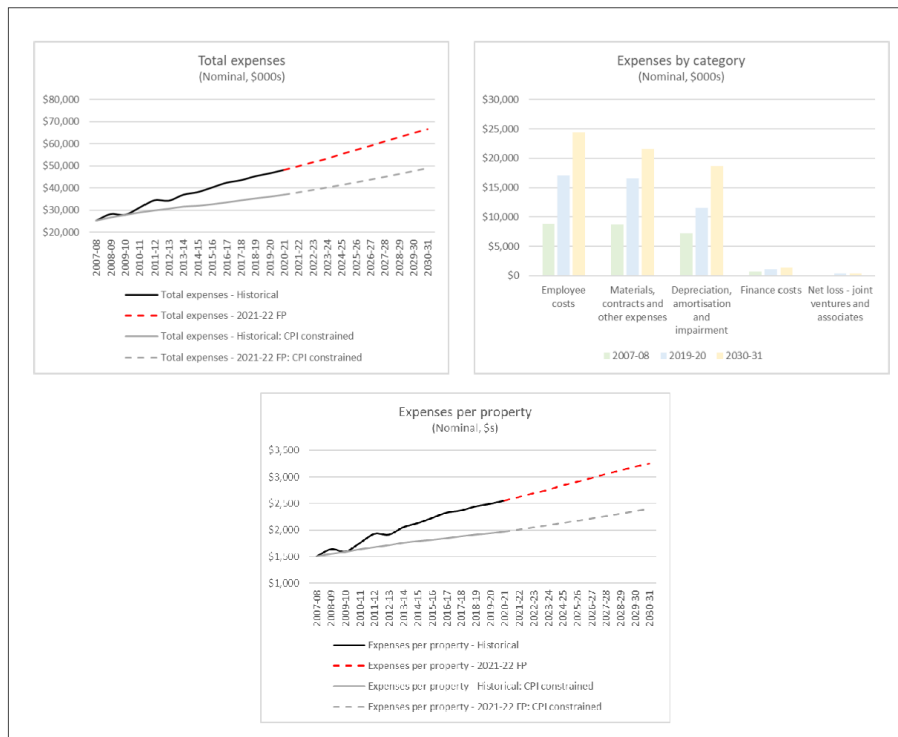 Total expenses
(Nominal, $000s)
$80,000
$70,000
$60,000
$50,000
$40,000
$30,000
$20,000
2007-08
2008-09
2009-10
2010-11
2011-12
2012-13
2013-14
2014-15
2015-16
2016-17
2017-18
2018-19
2019-20
2020-21
2021-22
2022-23
2023-24
2024-25
2025-26
2026-27
2027-28
2028-29
2029-30
2030-31
Total expenses - Historical
Total expenses - 2021-22 FP
Total expenses - Historical: CPI constrained
Total expenses - 2021-22 FP: CPI constrained
Expenses by category
(Nominal, $000s)
$30,000
$25,000
$20,000
$15,000
$10,000
$5,000
$0
Employee
costs
Materials,
contracts and
other expenses
Depreciation,
amortisation
and
impairment
Finance costs
Net loss - joint
ventures and
associates
2007-08
2019-20
2030-31
Expenses per property
(Nominal, $s)
$3,500
$3,000
$2,500
$2,000
$1,500
$1,000
2007-08
2008-09
2009-10
2010-11
2011-12
2012-13
2013-14
2014-15
2015-16
2016-17
2017-18
2018-19
2019-20
2020-21
2021-22
2022-23
2023-24
2024-25
2025-26
2026-27
2027-28
2028-29
2029-30
2030-31
Expenses per property - Historical
Expenses per property - 2021-22 FP
Expenses per property - Historical: CPI constrained
Expenses per property - 2021-22 FP: CPI constrained